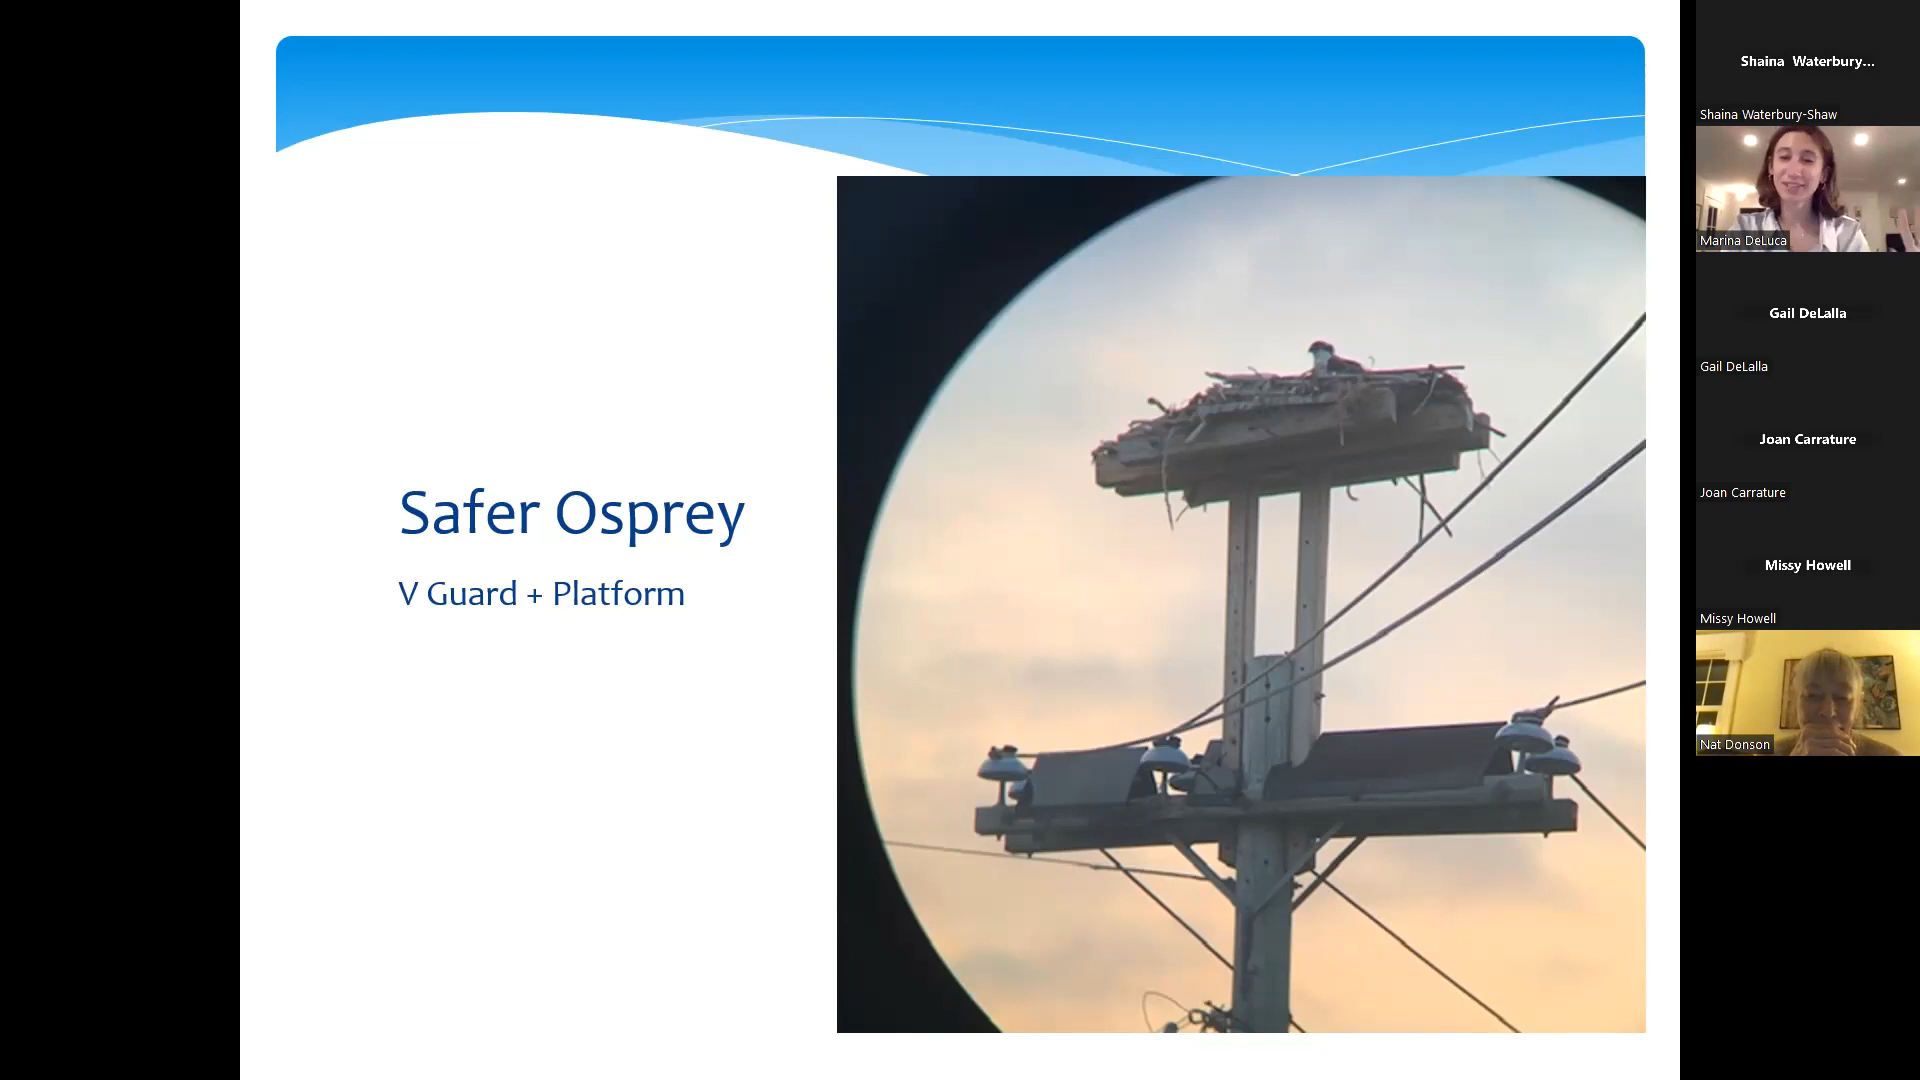 Safer Osprey
V Guard + Platform
Shaina Waterbury...
Shaina Waterbury-Shaw
Marina DeLuca
Gail DeLalla
Gail DeLalla
Joan Carrature
Joan Carrature
Missy Howell
Missy Howell
Nat Donson